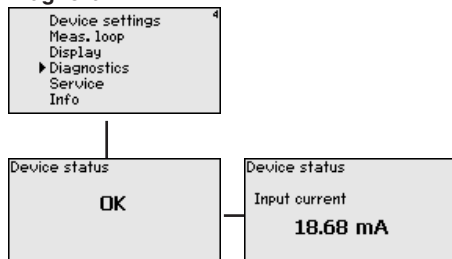 Device settings
4
Meas. loop
Display
Diagnostics
Service
Info
Device status
OK
Device status
Input current
18.68 mA